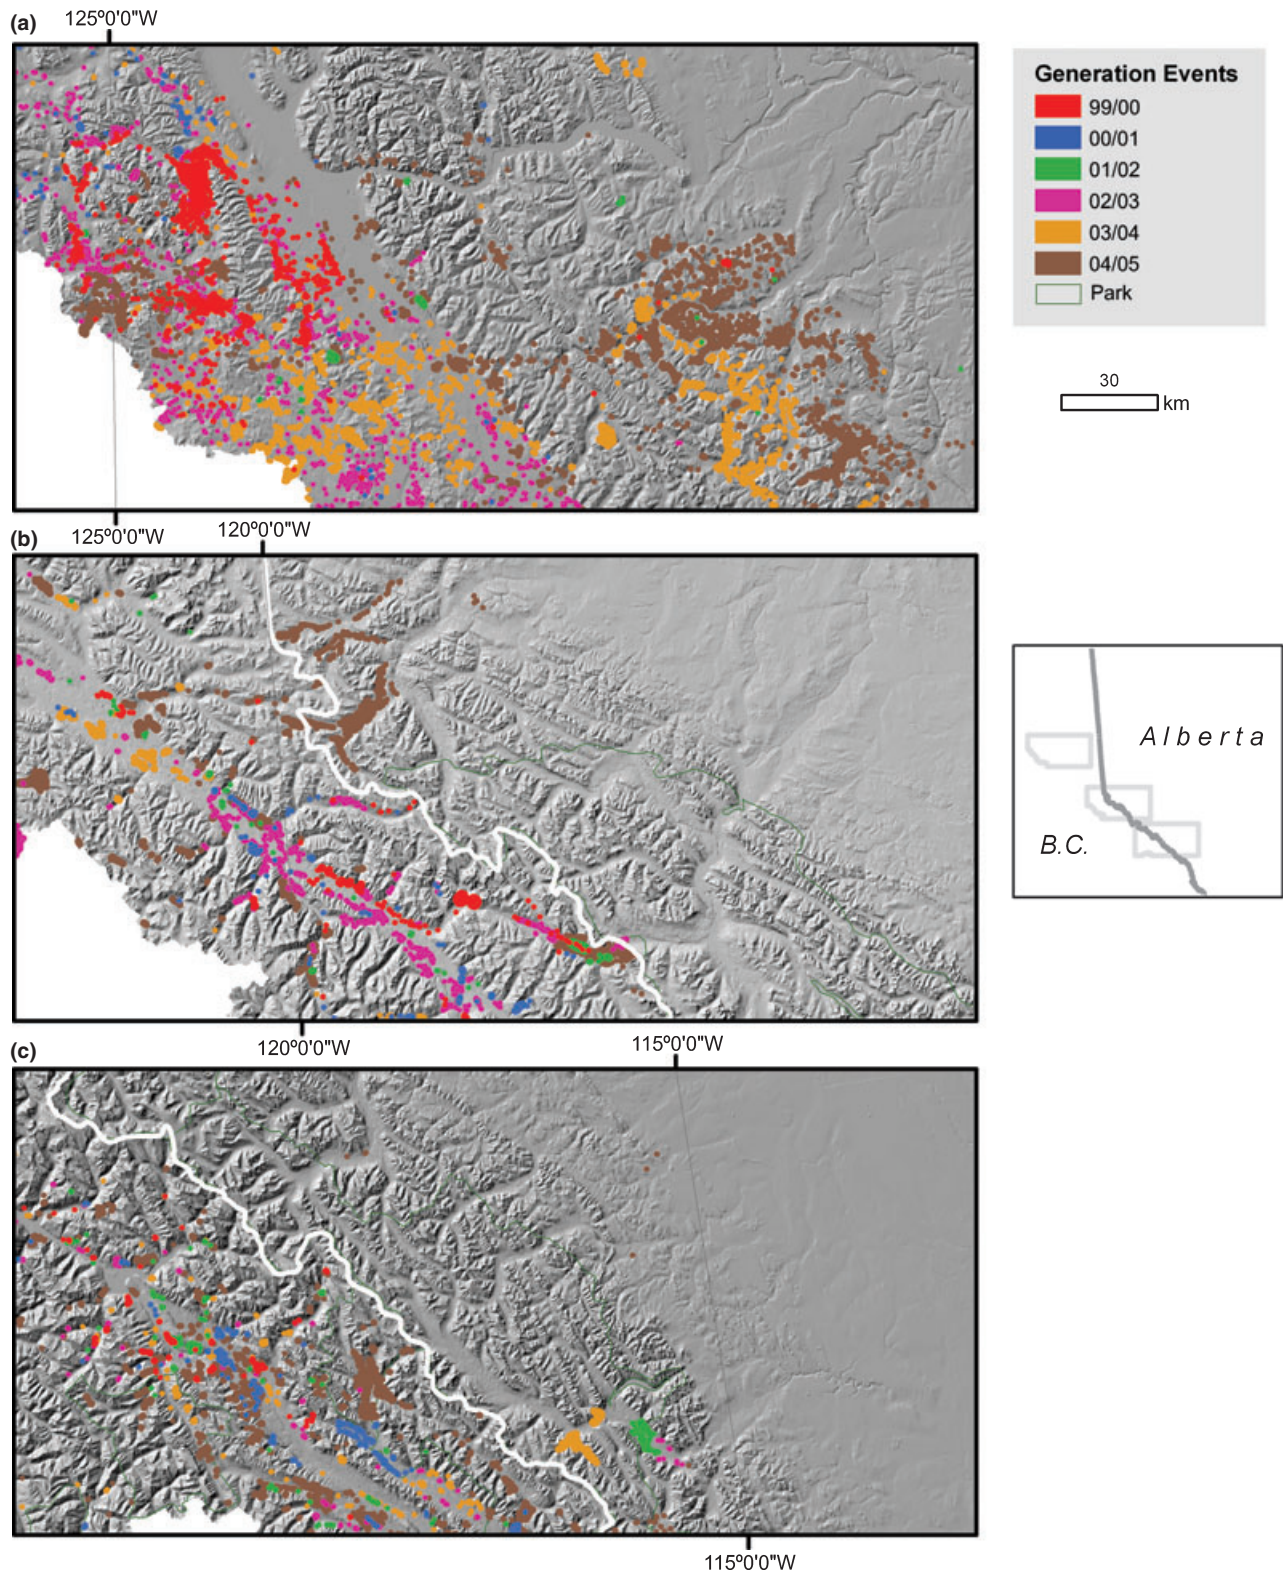 (a)
125º0'0"W
Generation Events
99/00
00/01
01/02
02/03
03/04
04/05
Park
30
km
125º0'0"W
120º0'0"W
(b)
Alberta
B.C.
120º0'0"W
115º0'0"W
(c)
115º0'0"W